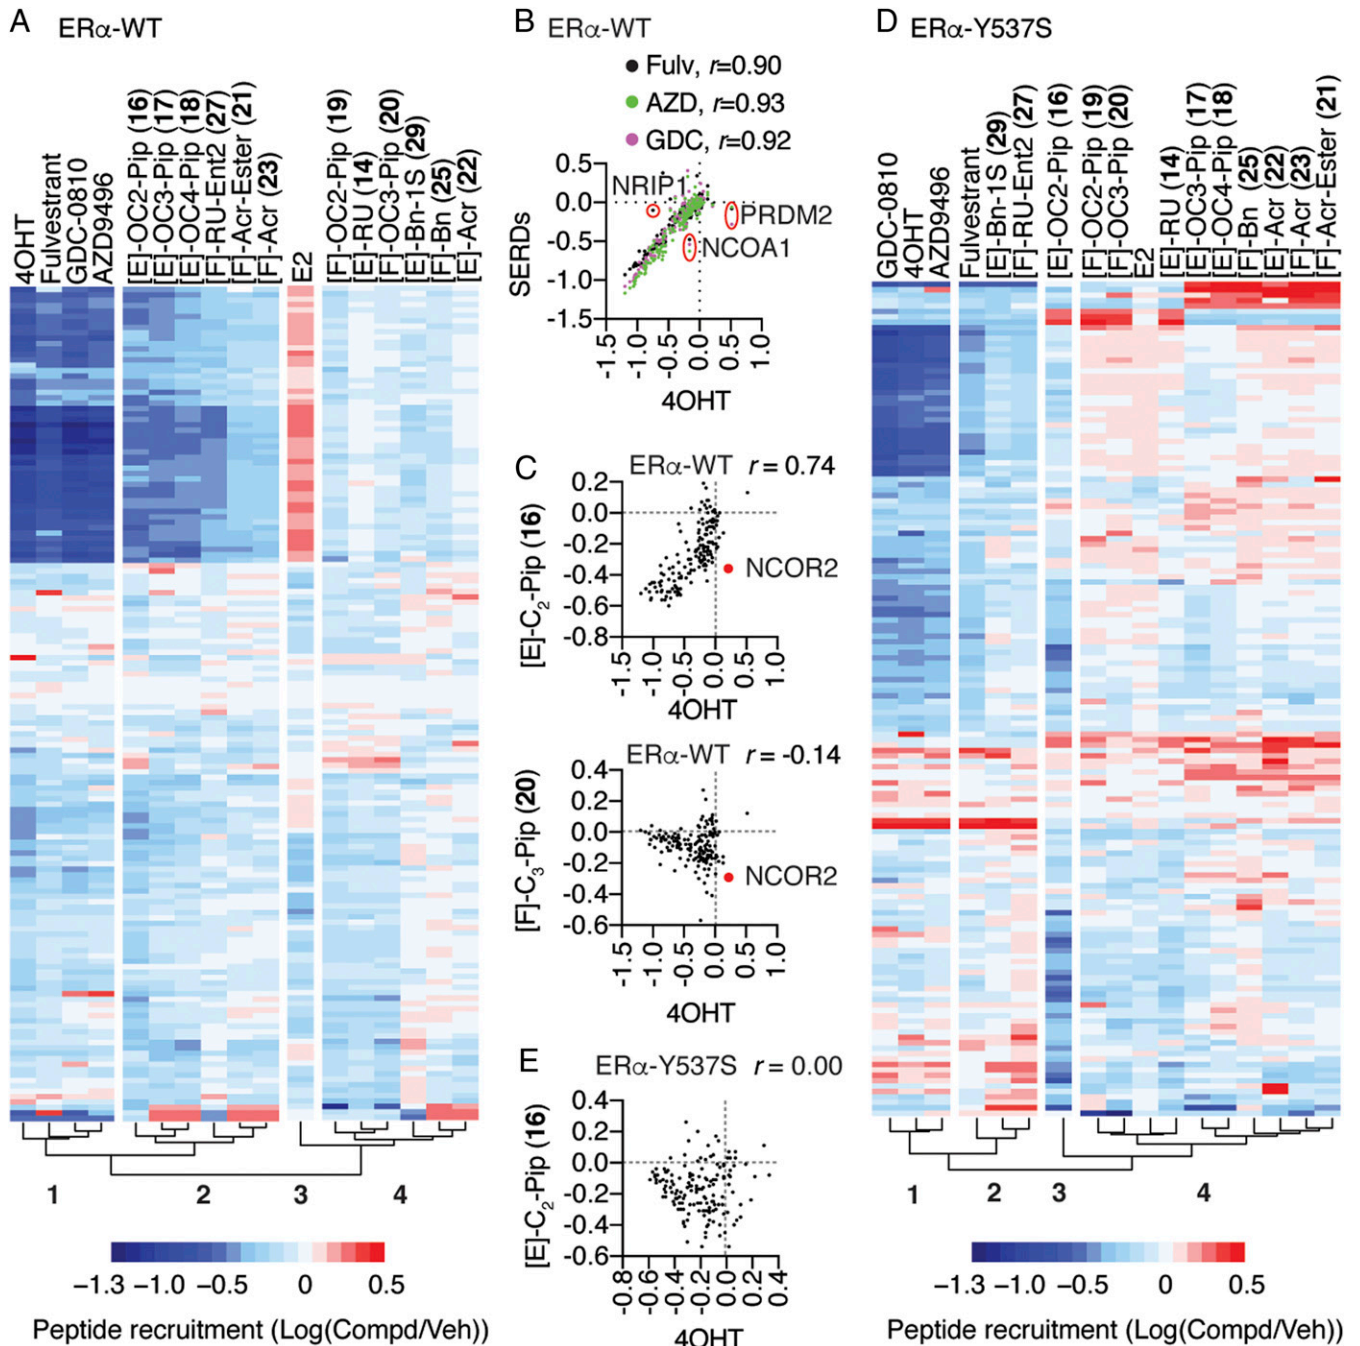 A
ERα-WT
4OHT
Fulvestrant
GDC-0810
AZD9496
[E]-OC2-Pip (16)
[E]-OC3-Pip (17)
[E]-OC4-Pip (18)
[F]-RU-Ent2 (27)
[F]-Acr-Ester (21)
[F]-Acr (23)
E2
[F]-OC2-Pip (19)
[E]-RU (14)
[F]-OC3-Pip (20)
[E]-Bn-1S (29)
[F]-Bn (25)
[E]-Acr (22)
1
2
3
4
−1.3 −1.0 −0.5 0 0.5
Peptide recruitment (Log(Compd/Veh))
B
ERα-WT
Fulv, r=0.90
AZD, r=0.93
GDC, r=0.92
0.5
0.0
-0.5
-1.0
-1.5
SERDs
NRIP1
PRDM2
NCOA1
-1.5 -1.0 -0.5 0.0 0.5 1.0
4OHT
C
ERα-WT r = 0.74
0.2
0.0
-0.2
-0.4
-0.6
-0.8
[E]-C2-Pip (16)
NCOR2
-1.5 -1.0 -0.5 0.0 0.5 1.0
4OHT
ERα-WT r = -0.14
0.4
0.2
0.0
-0.2
-0.4
-0.6
[F]-C3-Pip (20)
NCOR2
-1.5 -1.0 -0.5 0.0 0.5 1.0
4OHT
E
ERα-Y537S r = 0.00
0.4
0.2
0.0
-0.2
-0.4
-0.6
[E]-C2-Pip (16)
-0.8 -0.6 -0.4 -0.2 0.0 0.2 0.4
4OHT
D
ERα-Y537S
GDC-0810
4OHT
AZD9496
Fulvestrant
[E]-Bn-1S (29)
[F]-RU-Ent2 (27)
[E]-OC2-Pip (16)
[F]-OC2-Pip (19)
[F]-OC3-Pip (20)
E2
[E]-RU (14)
[E]-OC3-Pip (17)
[E]-OC4-Pip (18)
[F]-Bn (25)
[E]-Acr (22)
[F]-Acr (23)
[F]-Acr-Ester (21)
1
2
3
4
−1.3 −1.0 −0.5 0 0.5
Peptide recruitment (Log(Compd/Veh))